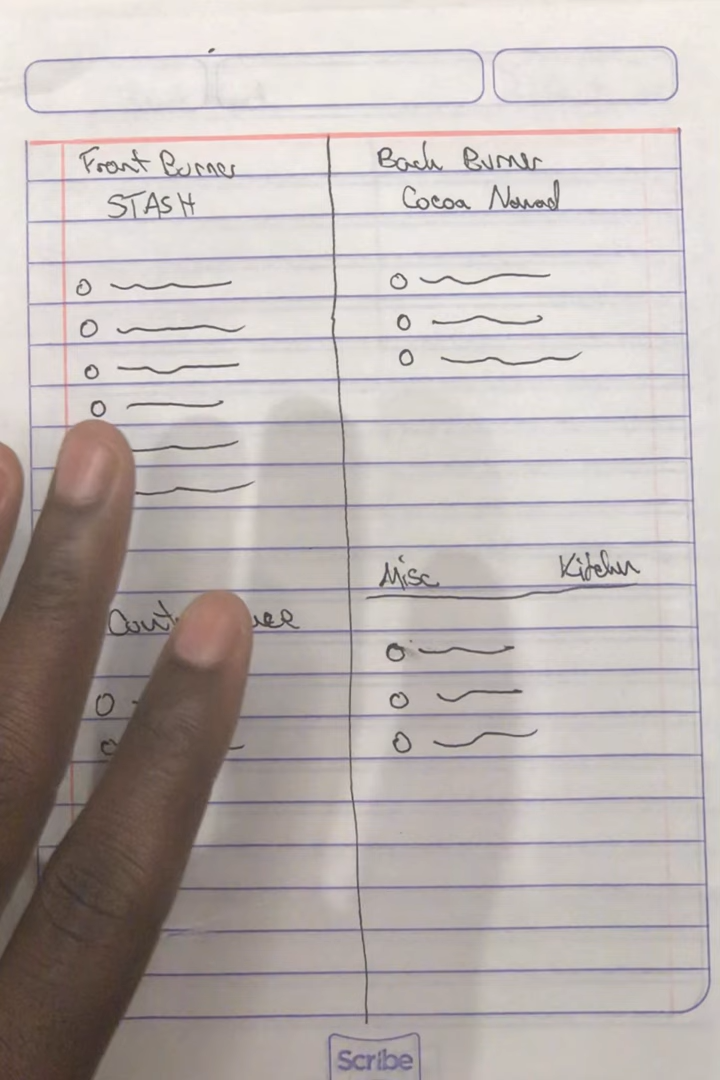 Front Burner
STASH
Back Burner
Cocoa Nomad
Misc Kitchen
Scribe